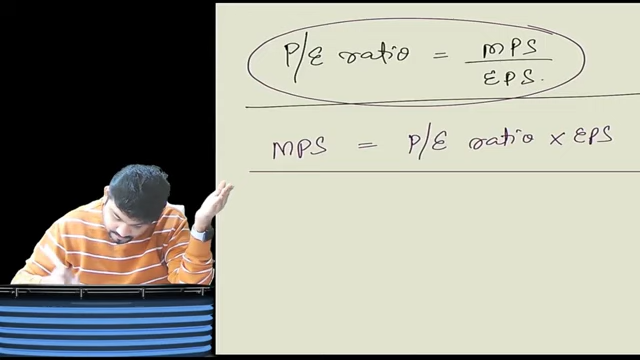 P/E ratio = MPS
EPS.
MPS = P/E ratio × EPS